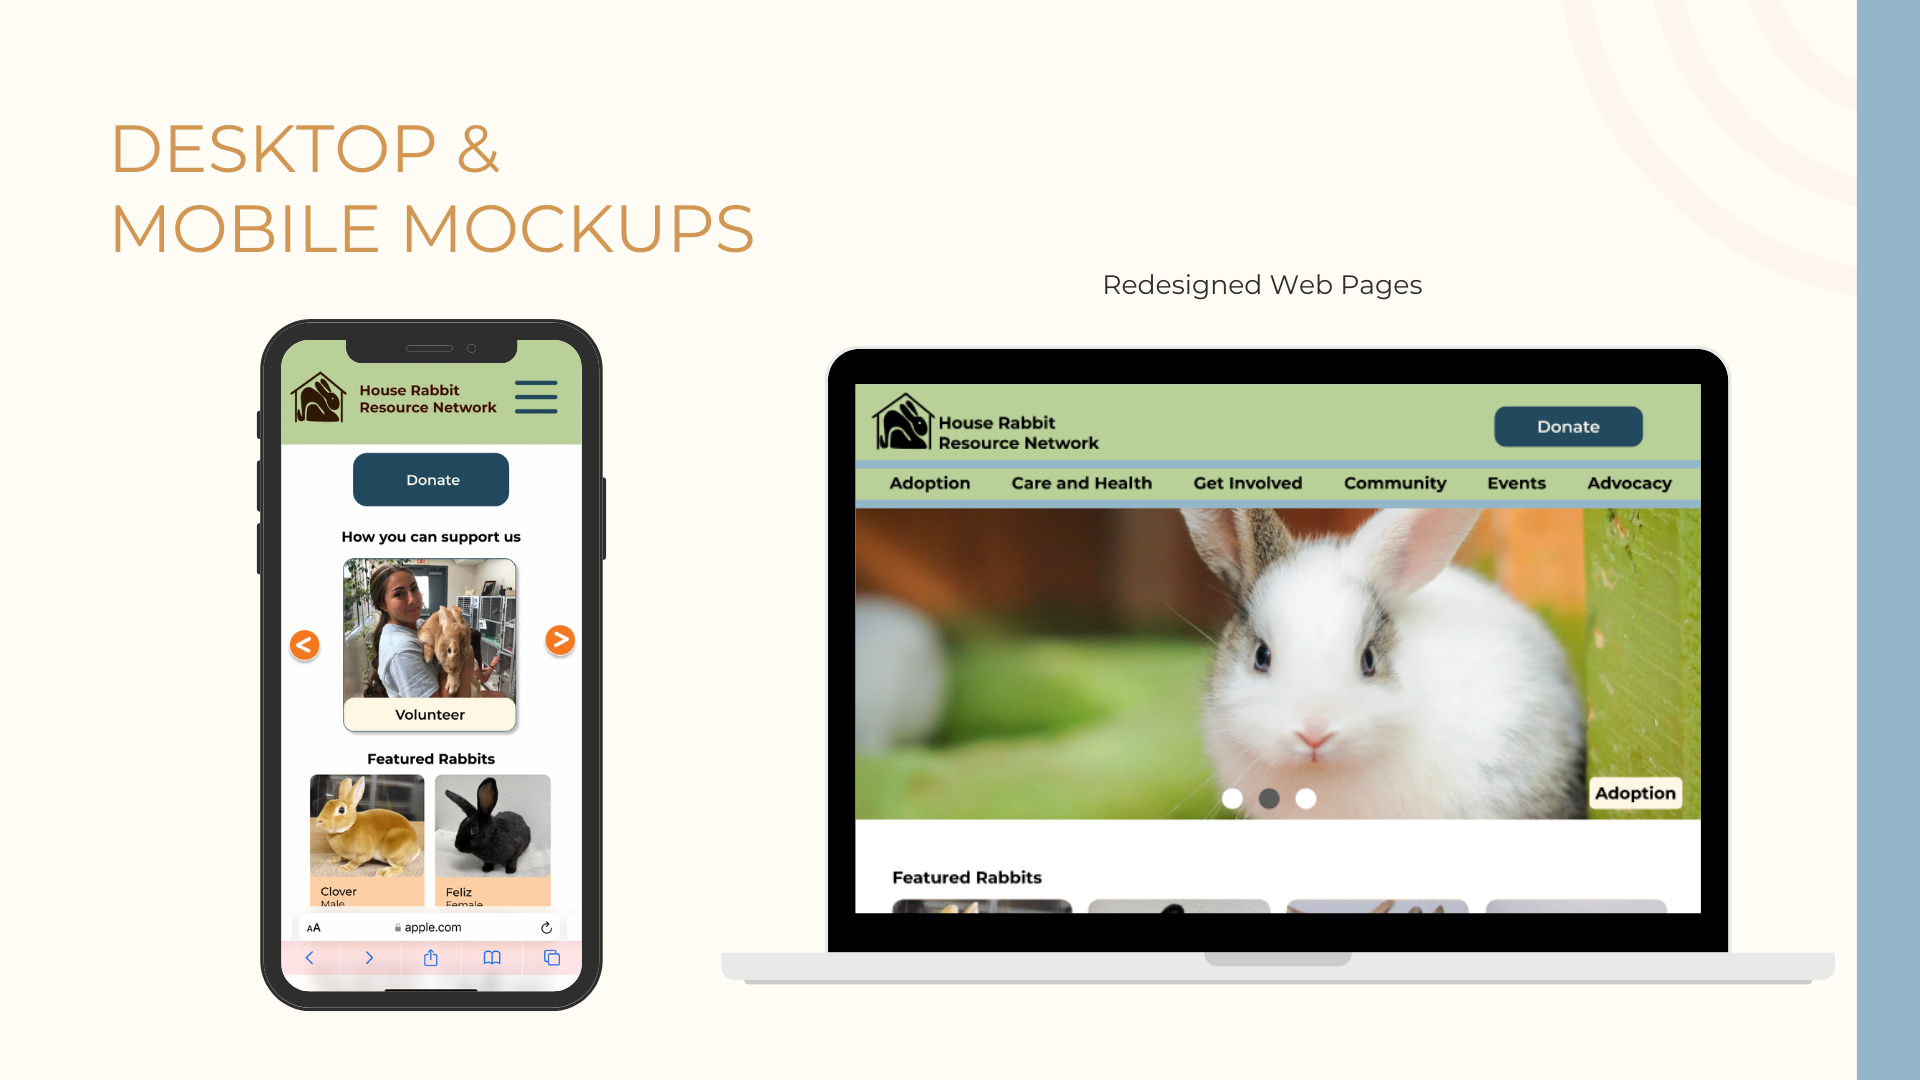 DESKTOP &
MOBILE MOCKUPS
Redesigned Web Pages
House Rabbit
Resource Network
Donate
How you can support us
<
>
Volunteer
Featured Rabbits
Clover
Male
Feliz
Female
AA
apple.com
House Rabbit
Resource Network
Donate
Adoption
Care and Health
Get Involved
Community
Events
Advocacy
Adoption
Featured Rabbits